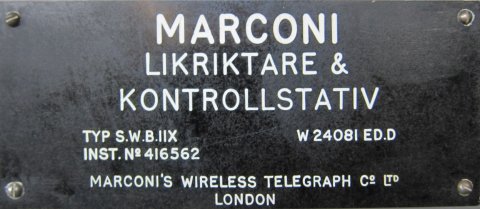 MARCONI
LIKRIKTARE &
KONTROLLSTATIV
TYP S.W.B.11X W 24081 ED.D
INST. Nº 416562
MARCONI'S WIRELESS TELEGRAPH Cº LTD
LONDON